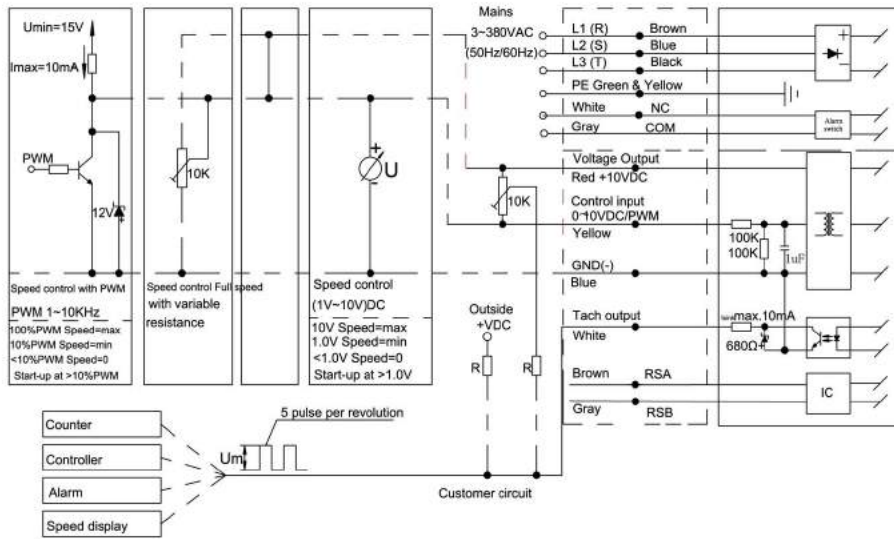 Umin=15V
Imax=10mA
PWM
12V
Speed control with PWM
PWM 1~10KHz
100%PWM Speed=max
10%PWM Speed=min
<10%PWM Speed=0
Start-up at >10%PWM
10K
Speed control Full speed
with variable
resistance
+
U
-
Speed control
(1V~10V)DC
10V Speed=max
1.0V Speed=min
<1.0V Speed=0
Start-up at >1.0V
Mains
3~380VAC
(50Hz/60Hz)
L1 (R) Brown
L2 (S) Blue
L3 (T) Black
PE Green & Yellow
White NC
Gray COM
+
-
Alarm
switch
10K
Voltage Output
Red +10VDC
Control input
0~10VDC/PWM
Yellow
GND(-)
Blue
Tach output
White
Brown RSA
Gray RSB
100K
100K
1uF
max.10mA
680Ω
IC
Outside
+VDC
R
R
Customer circuit
Counter
Controller
Alarm
Speed display
5 pulse per revolution
Um